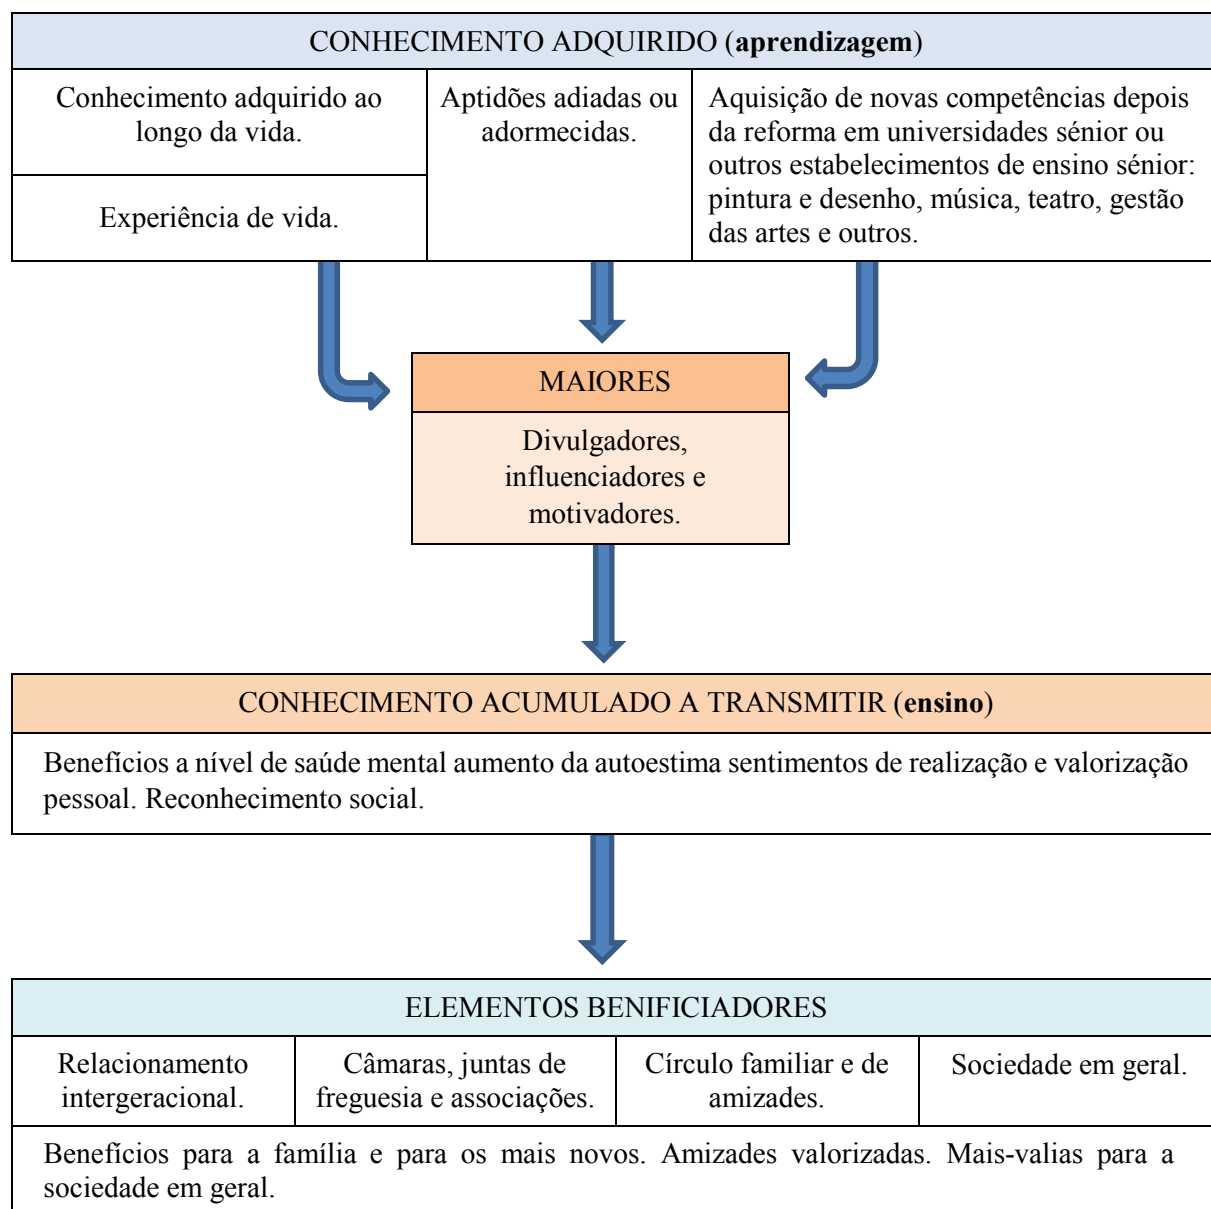 CONHECIMENTO ADQUIRIDO (aprendizagem)
Conhecimento adquirido ao
longo da vida.
Experiência de vida.
Aptidões adiadas ou
adormecidas.
Aquisição de novas competências depois
da reforma em universidades sénior ou
outros estabelecimentos de ensino sénior:
pintura e desenho, música, teatro, gestão
das artes e outros.
MAIORES
Divulgadores,
influenciadores e
motivadores.
CONHECIMENTO ACUMULADO A TRANSMITIR (ensino)
Benefícios a nível de saúde mental aumento da autoestima sentimentos de realização e valorização
pessoal. Reconhecimento social.
ELEMENTOS BENIFICIADORES
Relacionamento
intergeracional.
Câmaras, juntas de
freguesia e associações.
Círculo familiar e de
amizades.
Sociedade em geral.
Benefícios para a família e para os mais novos. Amizades valorizadas. Mais-valias para a
sociedade em geral.